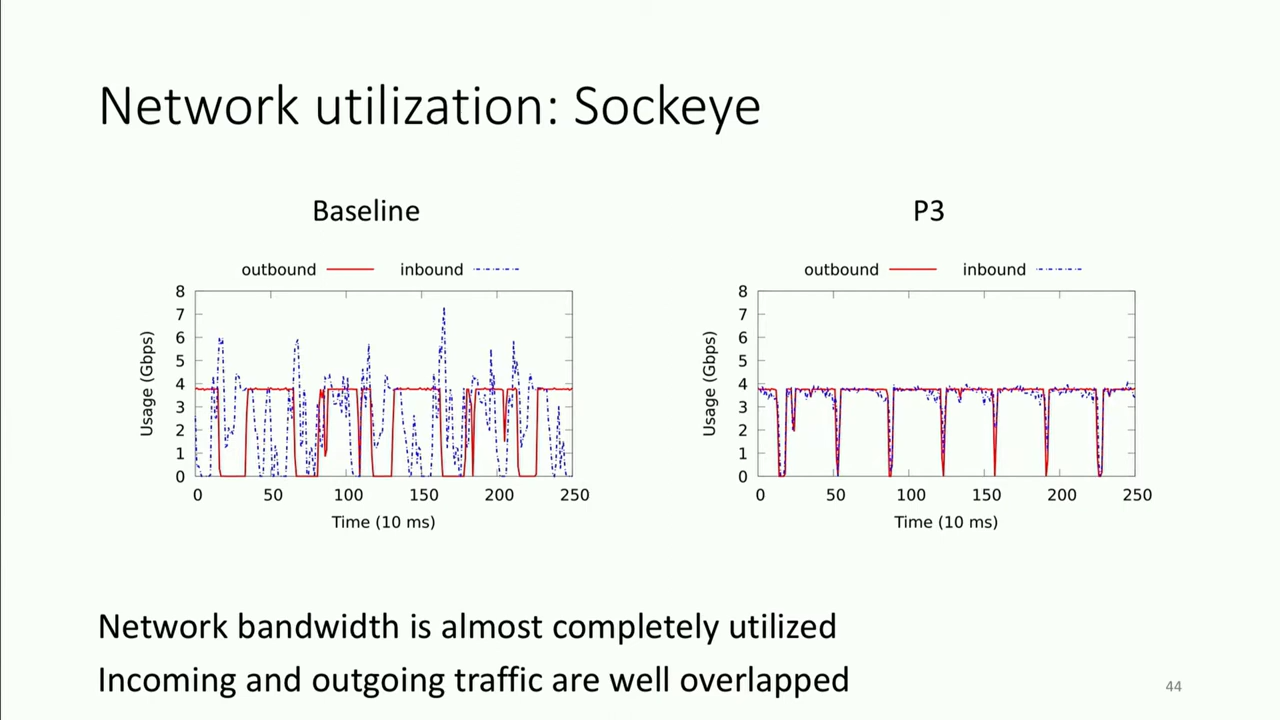 Network utilization: Sockeye
Baseline
outbound inbound
8
7
6
5
4
3
2
1
0
Usage (Gbps)
0 50 100 150 200 250
Time (10 ms)
P3
outbound inbound
8
7
6
5
4
3
2
1
0
Usage (Gbps)
0 50 100 150 200 250
Time (10 ms)
Network bandwidth is almost completely utilized
Incoming and outgoing traffic are well overlapped
44